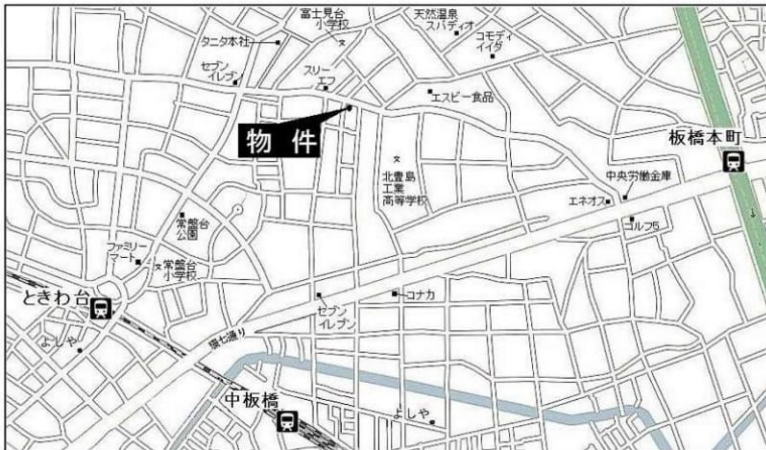 富士見台
小学校
天然温泉
スパディオ
コモディ
イイダ
タニタ本社
セブン
イレブン
スリー
エフ
エスビー食品
物件
板橋本町
北豊島
工業
高等学校
中央労働金庫
エネオス
ゴルフ5
常盤台
公園
ファミリー
マート
常盤台
小学校
ときわ台
セブン
イレブン
コナカ
環七通り
よしや
中板橋
よしや